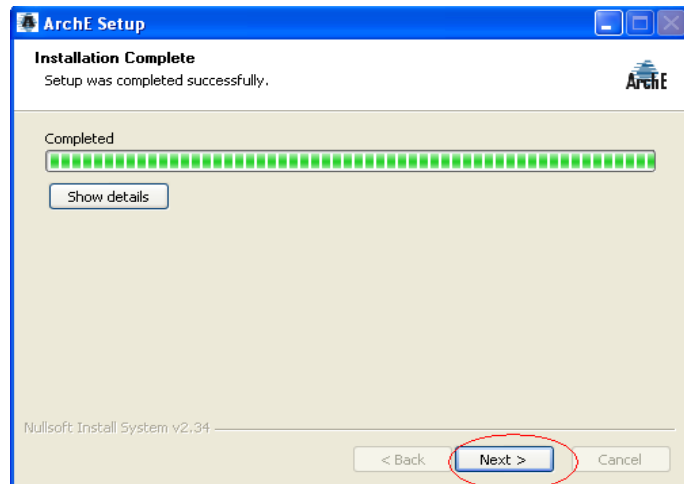 ArchE Setup
Installation Complete
Setup was completed successfully.
ArchE
Completed
Show details
Nullsoft Install System v2.34
< Back
Next >
Cancel